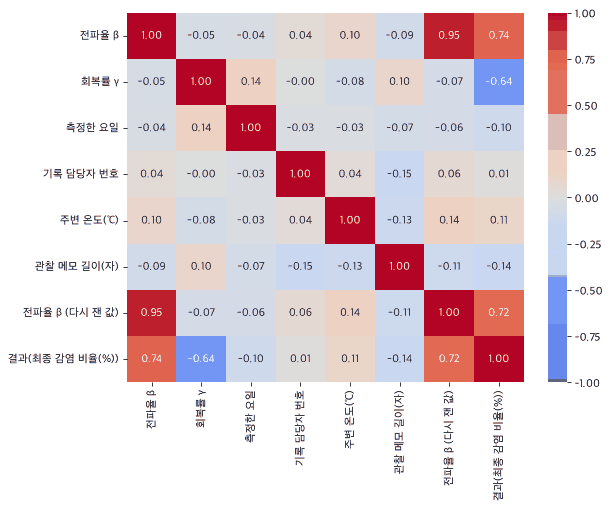 전파율 β 1.00 -0.05 -0.04 0.04 0.10 -0.09 0.95 0.74
회복률 γ -0.05 1.00 0.14 -0.00 -0.08 0.10 -0.07 -0.64
측정한 요일 -0.04 0.14 1.00 -0.03 -0.03 -0.07 -0.06 -0.10
기록 담당자 번호 0.04 -0.00 -0.03 1.00 0.04 -0.15 0.06 0.01
주변 온도(℃) 0.10 -0.08 -0.03 0.04 1.00 -0.13 0.14 0.11
관찰 메모 길이(자) -0.09 0.10 -0.07 -0.15 -0.13 1.00 -0.11 -0.14
전파율 β (다시 잰 값) 0.95 -0.07 -0.06 0.06 0.14 -0.11 1.00 0.72
결과(최종 감염 비율(%)) 0.74 -0.64 -0.10 0.01 0.11 -0.14 0.72 1.00
전파율 β
회복률 γ
측정한 요일
기록 담당자 번호
주변 온도(℃)
관찰 메모 길이(자)
전파율 β (다시 잰 값)
결과(최종 감염 비율(%))
1.00
0.75
0.50
0.25
0.00
-0.25
-0.50
-0.75
-1.00